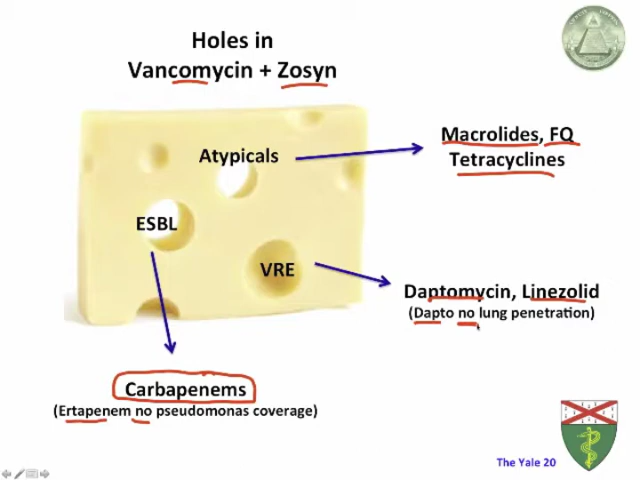 Holes in
Vancomycin + Zosyn
Atypicals
Macrolides, FQ
Tetracyclines
ESBL
VRE
Daptomycin, Linezolid
(Dapto no lung penetration)
Carbapenems
(Ertapenem no pseudomonas coverage)
The Yale 20